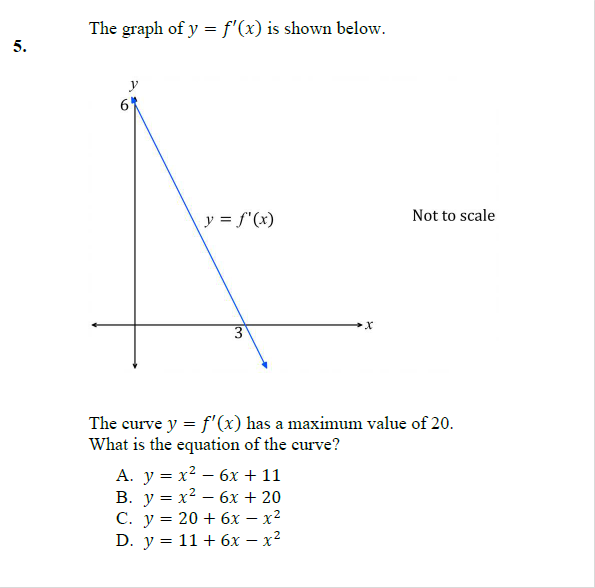 The graph of y = f'(x) is shown below.
5.
y
6
y = f'(x)
Not to scale
x
3
The curve y = f'(x) has a maximum value of 20.
What is the equation of the curve?
A. y = x² − 6x + 11
B. y = x² − 6x + 20
C. y = 20 + 6x − x²
D. y = 11 + 6x − x²